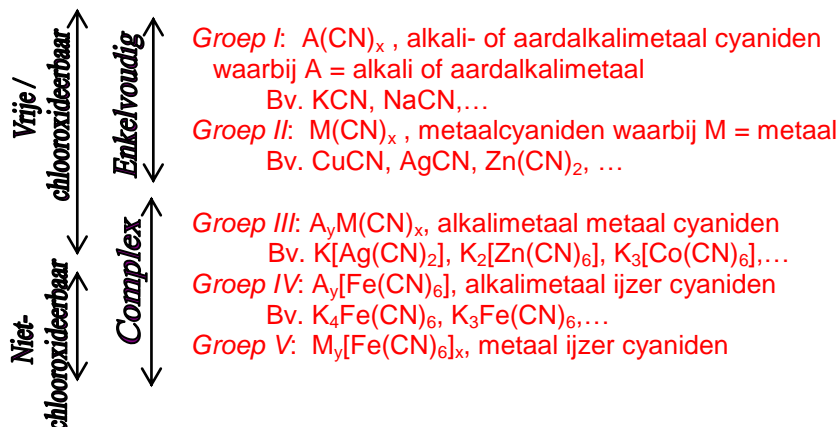 Vrije /
chlooroxideerbaar
Niet-
chlooroxideerbaar
Enkelvoudig
Complex
Groep I: A(CN)ₓ , alkali- of aardalkalimetaal cyaniden
waarbij A = alkali of aardalkalimetaal
Bv. KCN, NaCN,…
Groep II: M(CN)ₓ , metaalcyaniden waarbij M = metaal
Bv. CuCN, AgCN, Zn(CN)₂, …
Groep III: AᵧM(CN)ₓ, alkalimetaal metaal cyaniden
Bv. K[Ag(CN)₂], K₂[Zn(CN)₆], K₃[Co(CN)₆],…
Groep IV: Aᵧ[Fe(CN)₆], alkalimetaal ijzer cyaniden
Bv. K₄Fe(CN)₆, K₃Fe(CN)₆,…
Groep V: Mᵧ[Fe(CN)₆]ₓ, metaal ijzer cyaniden